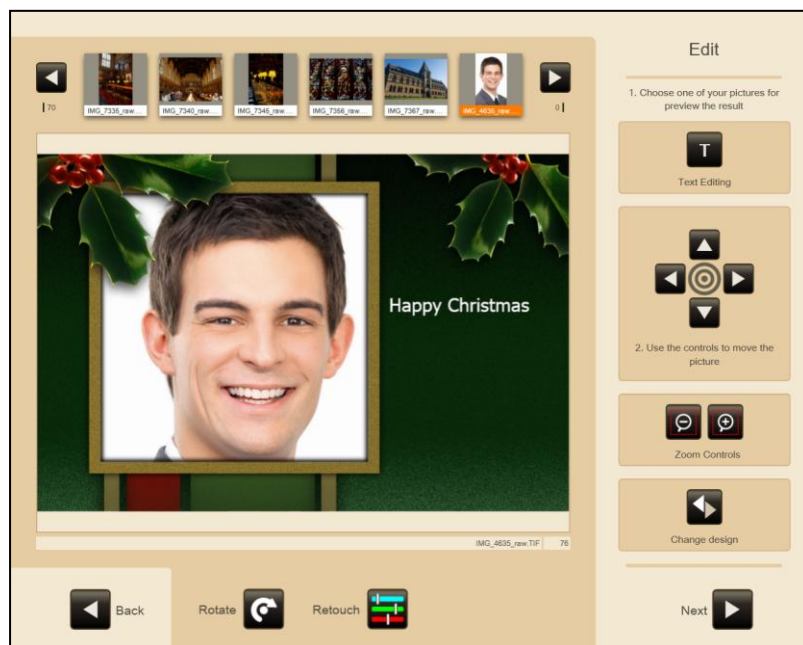 Edit
70
IMG_7335_raw....
IMG_7340_raw....
IMG_7345_raw....
IMG_7356_raw....
IMG_7367_raw....
IMG_4635_raw....
0
1. Choose one of your pictures for
preview the result
T
Text Editing
Happy Christmas
2. Use the controls to move the
picture
Zoom Controls
Change design
IMG_4635_raw.TIF 76
Back
Rotate
Retouch
Next